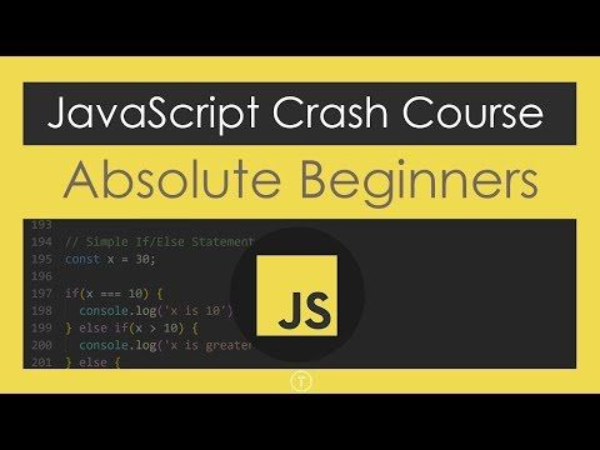 JavaScript Crash Course
Absolute Beginners
193
194 // Simple If/Else Statement
195 const x = 30;
196
197 if(x === 10) {
198 console.log('x is 10')
199 } else if(x > 10) {
200 console.log('x is greater
201 } else {
JS
T